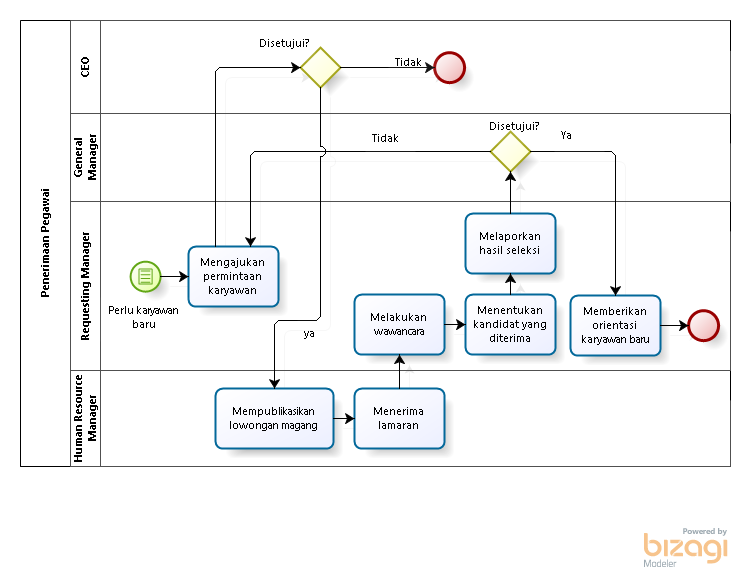 Penerimaan Pegawai
CEO
Disetujui?
Tidak
General
Manager
Disetujui?
Tidak
Ya
Requesting Manager
Perlu karyawan
baru
Mengajukan
permintaan
karyawan
ya
Melaporkan
hasil seleksi
Melakukan
wawancara
Menentukan
kandidat yang
diterima
Memberikan
orientasi
karyawan baru
Human Resource
Manager
Mempublikasikan
lowongan magang
Menerima
lamaran
Powered by
bizagi
Modeler